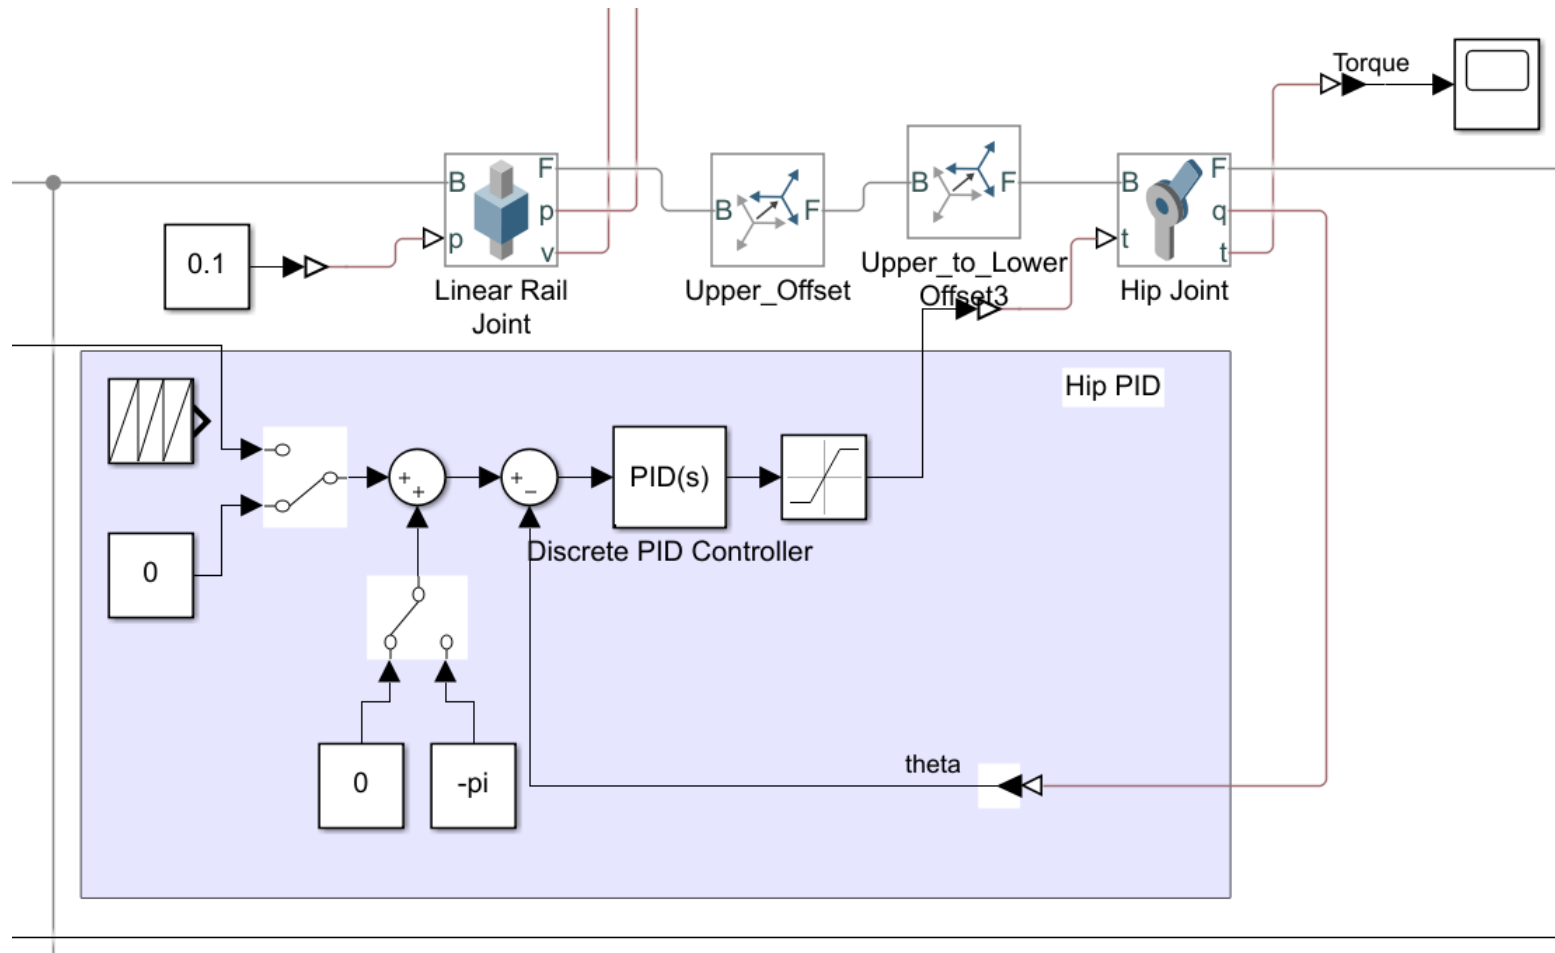 Torque
B
F
p
p
v
Linear Rail
Joint
0.1
B
F
Upper_Offset
B
F
Upper_to_Lower
Offset3
B
F
q
t
t
Hip Joint
Hip PID
+
+
+
−
PID(s)
Discrete PID Controller
0
0
-pi
theta